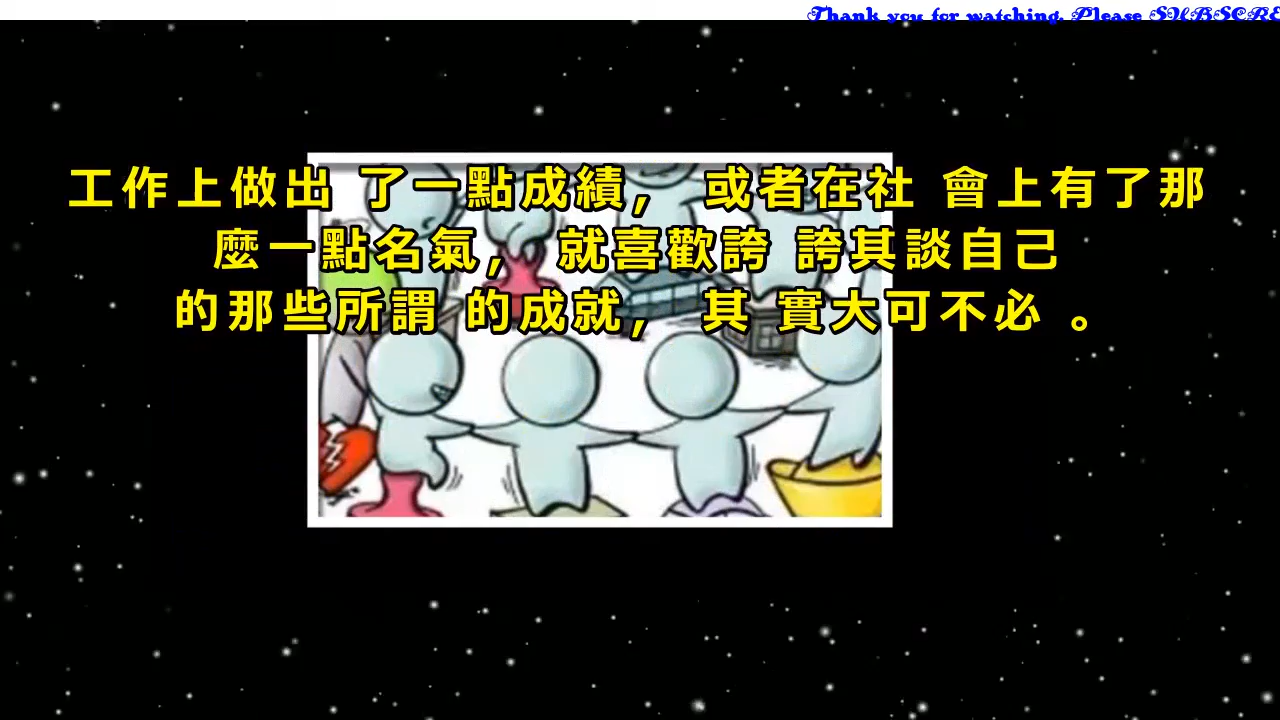 Thank you for watching. Please SUBSCRI
工作上做出 了一點成績， 或者在社 會上有了那
麼一點名氣， 就喜歡誇 誇其談自己
的那些所謂 的成就， 其 實大可不必 。